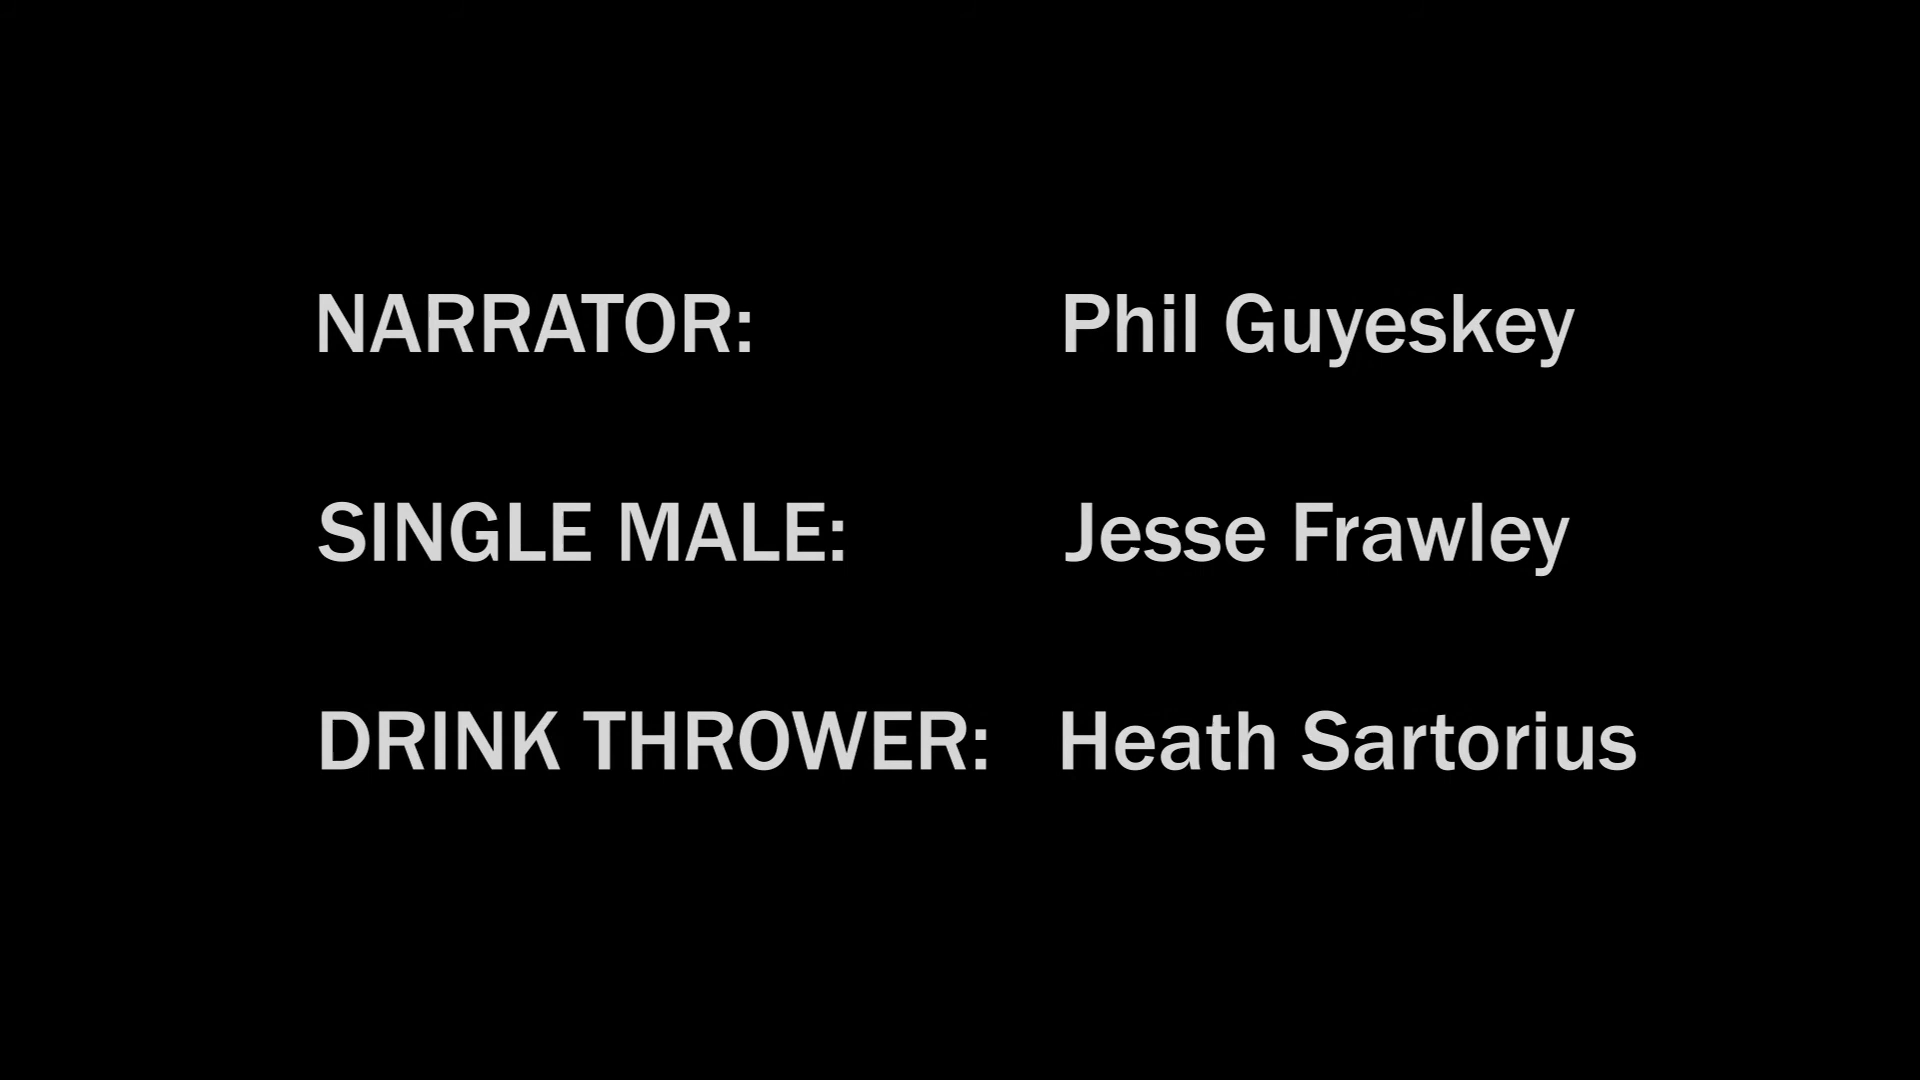 NARRATOR: Phil Guyeskey
SINGLE MALE: Jesse Frawley
DRINK THROWER: Heath Sartorius